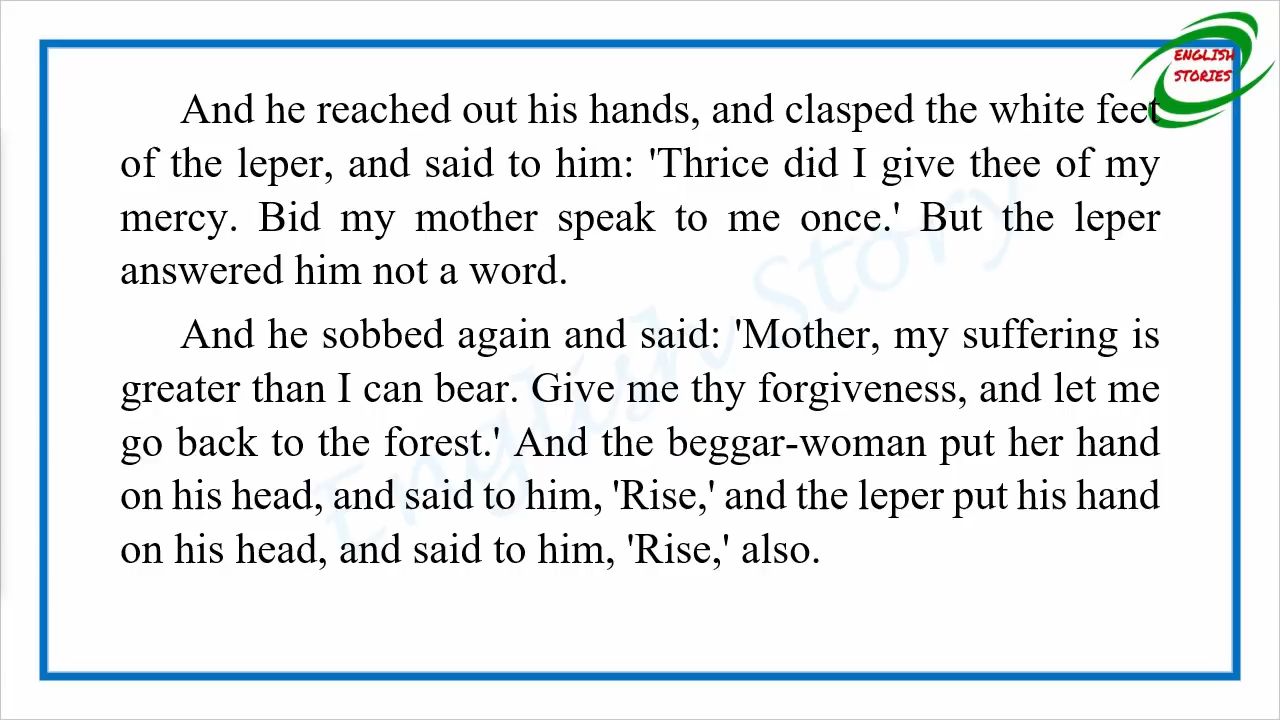 ENGLISH
STORIES
And he reached out his hands, and clasped the white feet
of the leper, and said to him: 'Thrice did I give thee of my
mercy. Bid my mother speak to me once.' But the leper
answered him not a word.
And he sobbed again and said: 'Mother, my suffering is
greater than I can bear. Give me thy forgiveness, and let me
go back to the forest.' And the beggar-woman put her hand
on his head, and said to him, 'Rise,' and the leper put his hand
on his head, and said to him, 'Rise,' also.
English Story